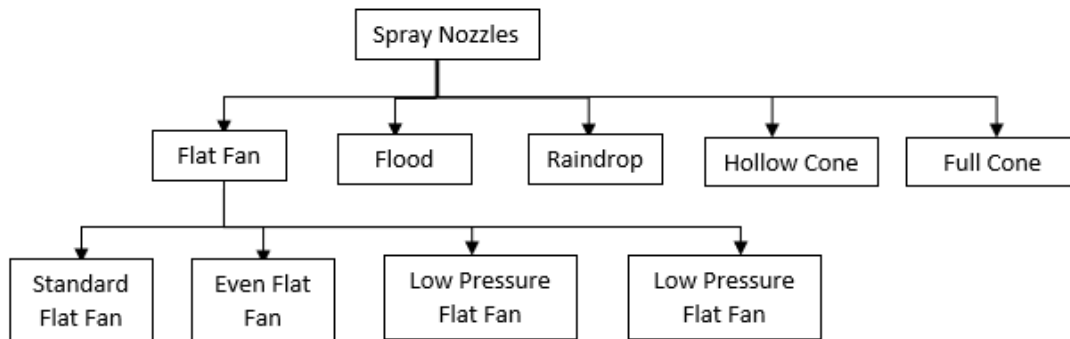 Spray Nozzles
Flat Fan
Flood
Raindrop
Hollow Cone
Full Cone
Standard
Flat Fan
Even Flat
Fan
Low Pressure
Flat Fan
Low Pressure
Flat Fan